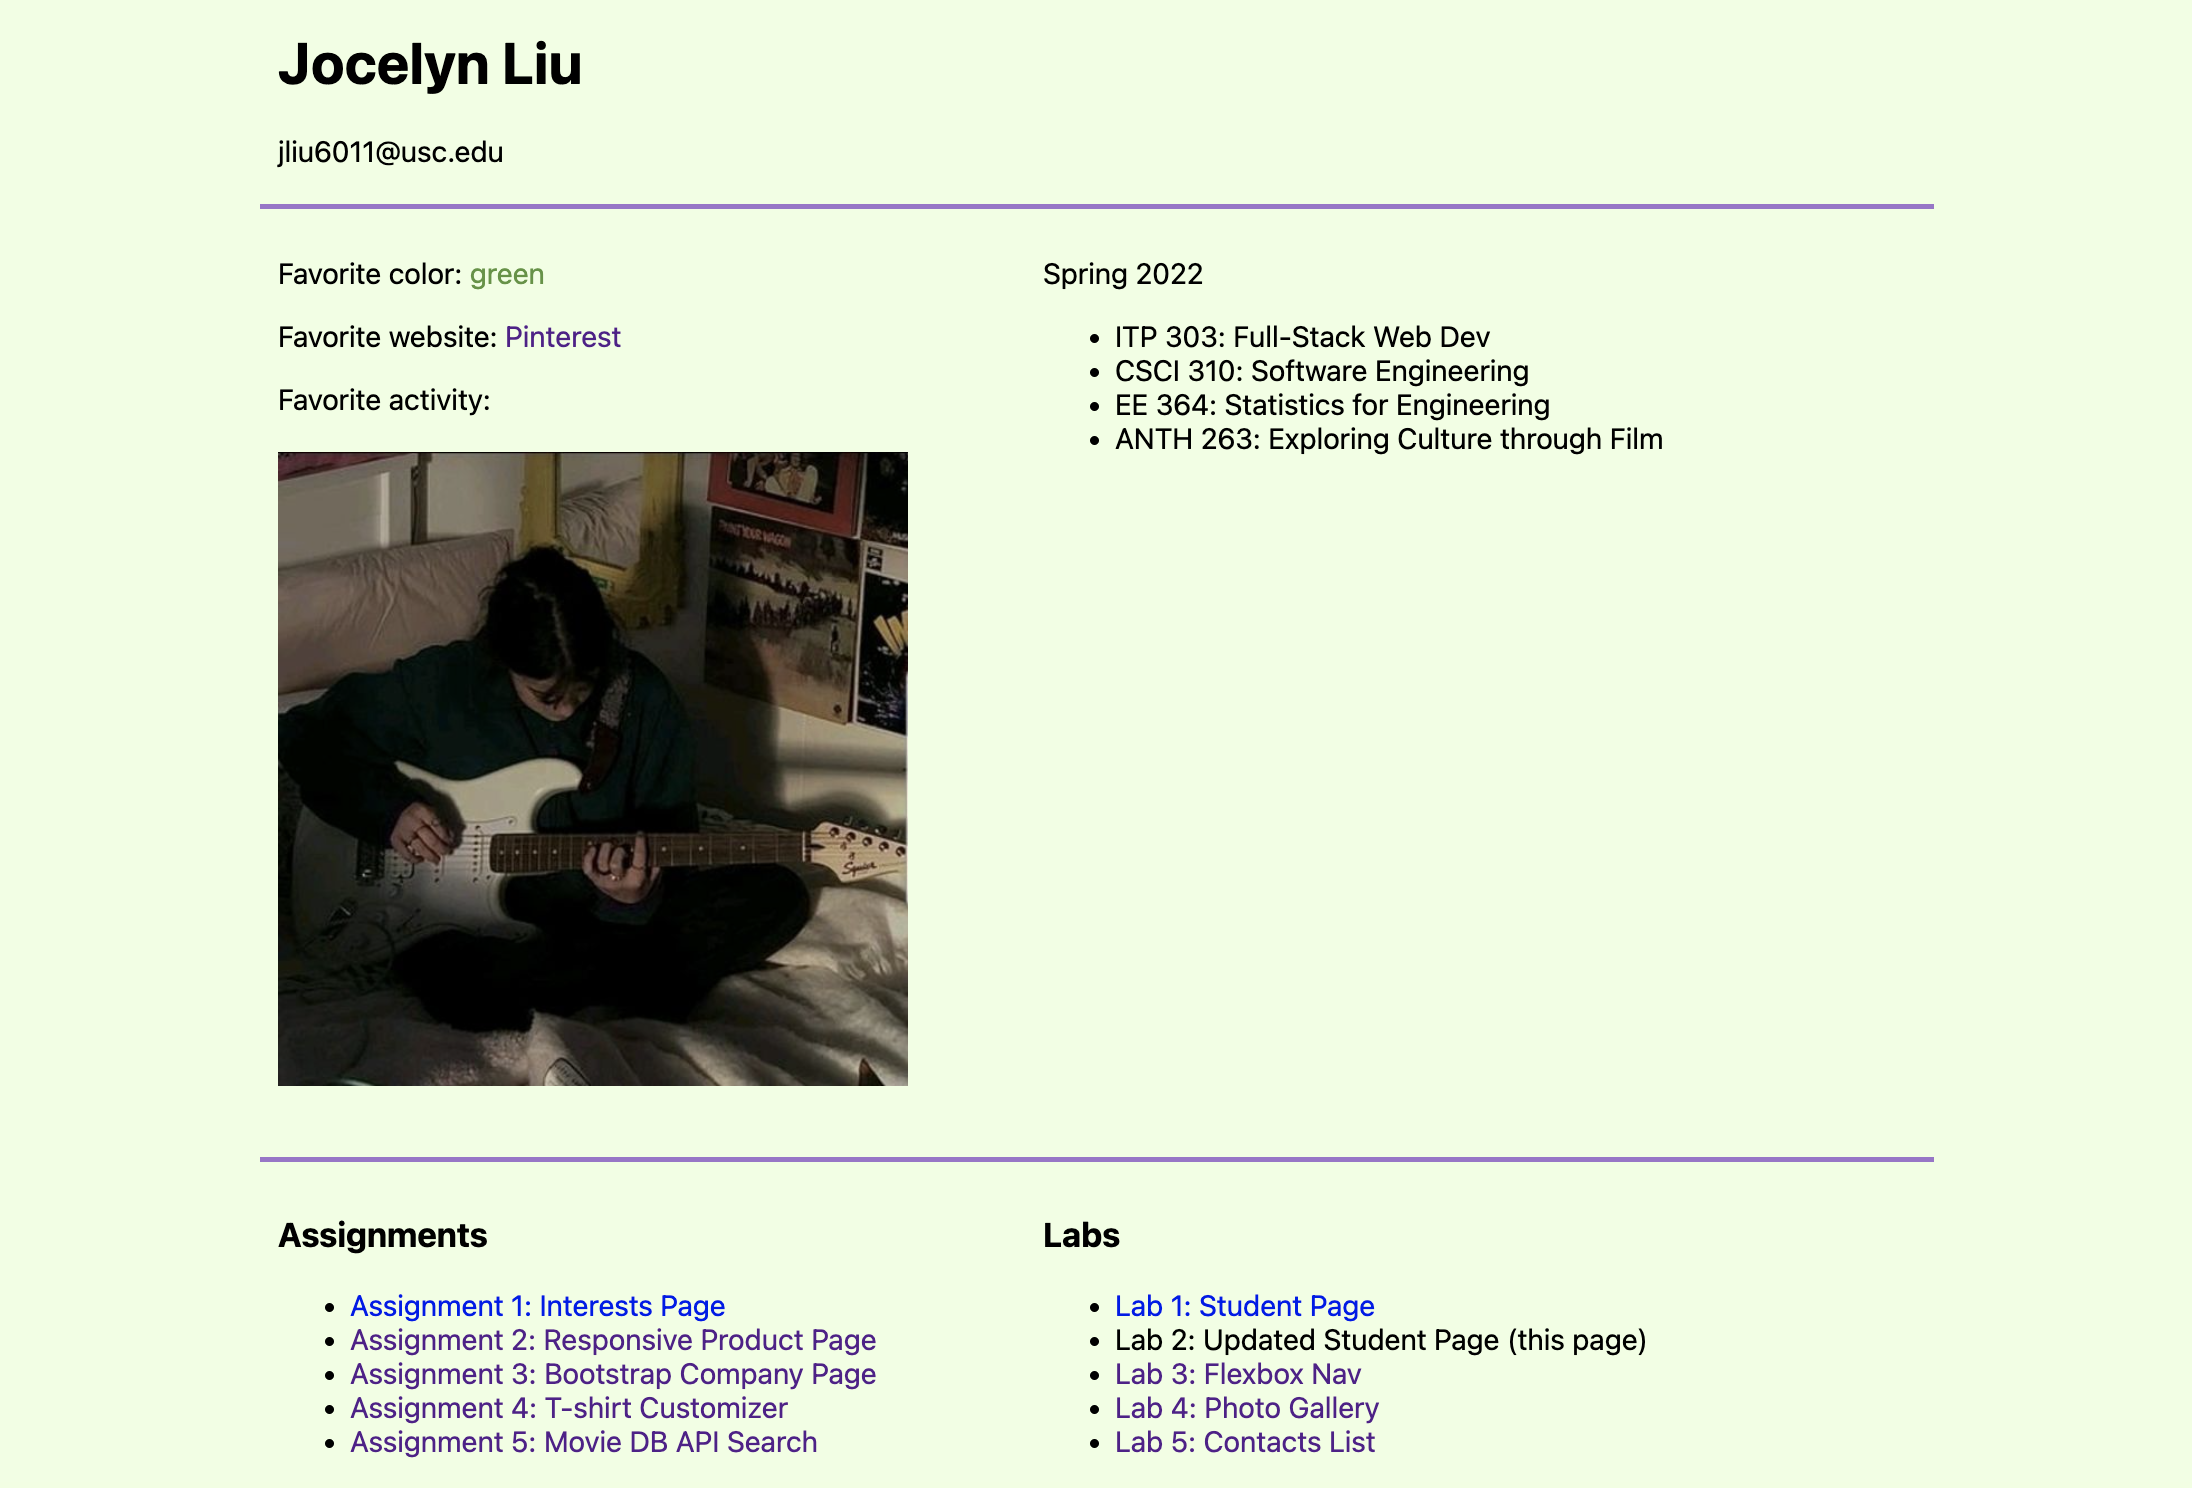 Jocelyn Liu
jliu6011@usc.edu
Favorite color: green
Favorite website: Pinterest
Favorite activity:
PAINT YOUR WAGON
Squier
Spring 2022
ITP 303: Full-Stack Web Dev
CSCI 310: Software Engineering
EE 364: Statistics for Engineering
ANTH 263: Exploring Culture through Film
Assignments
Assignment 1: Interests Page
Assignment 2: Responsive Product Page
Assignment 3: Bootstrap Company Page
Assignment 4: T-shirt Customizer
Assignment 5: Movie DB API Search
Labs
Lab 1: Student Page
Lab 2: Updated Student Page (this page)
Lab 3: Flexbox Nav
Lab 4: Photo Gallery
Lab 5: Contacts List